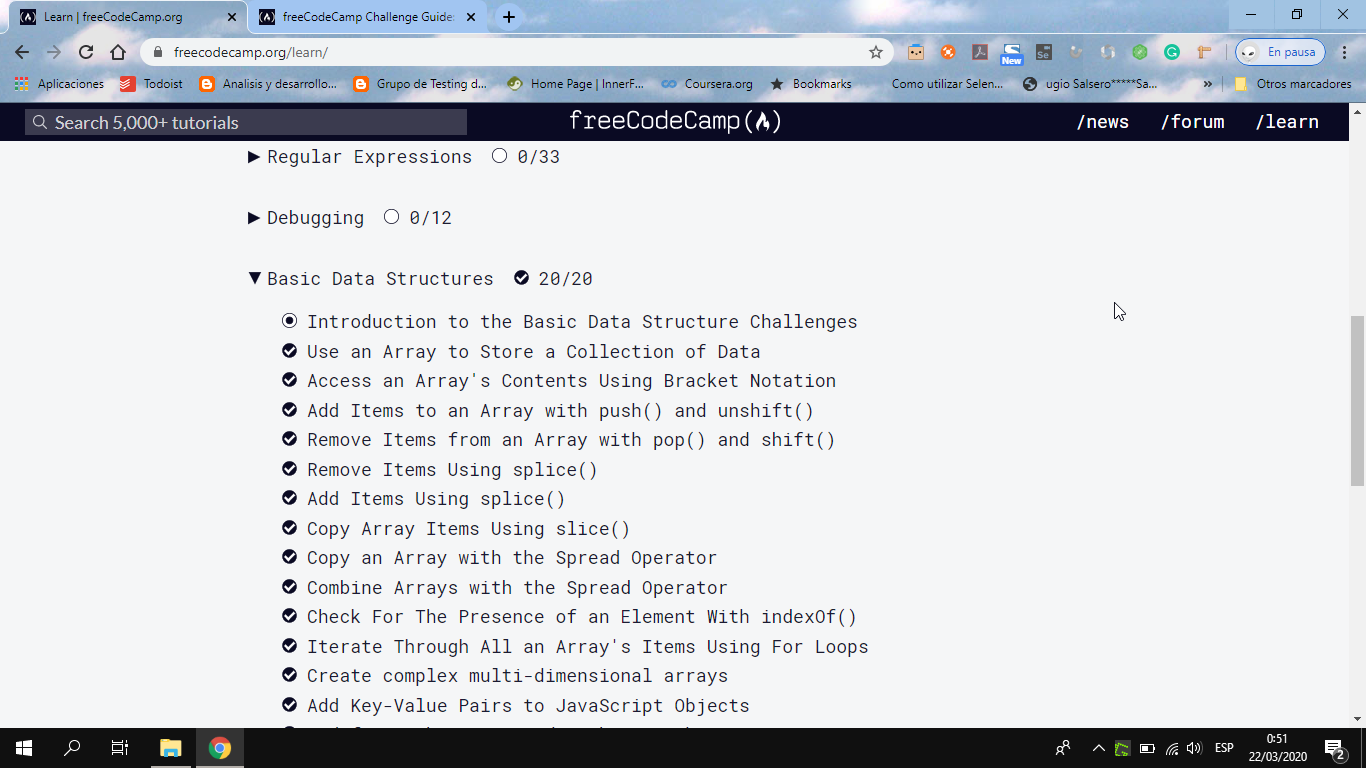 Learn | freeCodeCamp.org
freeCodeCamp Challenge Guide:
freecodecamp.org/learn/
New
Se
En pausa
Aplicaciones
Todoist
Analisis y desarrollo...
Grupo de Testing d...
Home Page | InnerF...
Coursera.org
Bookmarks
Como utilizar Selen...
ugio Salsero*****Sa...
Otros marcadores
Search 5,000+ tutorials
freeCodeCamp
/news
/forum
/learn
Regular Expressions 0/33
Debugging 0/12
Basic Data Structures 20/20
Introduction to the Basic Data Structure Challenges
Use an Array to Store a Collection of Data
Access an Array's Contents Using Bracket Notation
Add Items to an Array with push() and unshift()
Remove Items from an Array with pop() and shift()
Remove Items Using splice()
Add Items Using splice()
Copy Array Items Using slice()
Copy an Array with the Spread Operator
Combine Arrays with the Spread Operator
Check For The Presence of an Element With indexOf()
Iterate Through All an Array's Items Using For Loops
Create complex multi-dimensional arrays
Add Key-Value Pairs to JavaScript Objects
ESP
0:51
22/03/2020
2